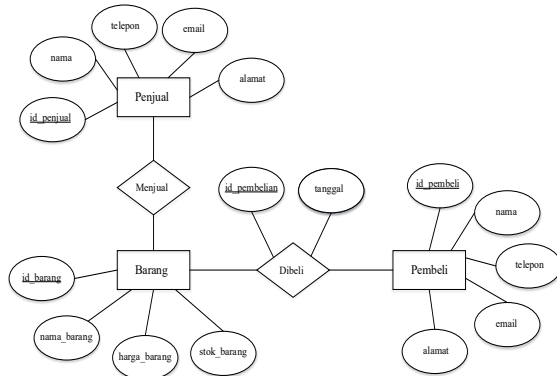 telepon
email
nama
alamat
Penjual
id_penjual
Menjual
id_pembelian
tanggal
id_pembeli
nama
id_barang
Barang
Dibeli
Pembeli
telepon
nama_barang
harga_barang
stok_barang
alamat
email